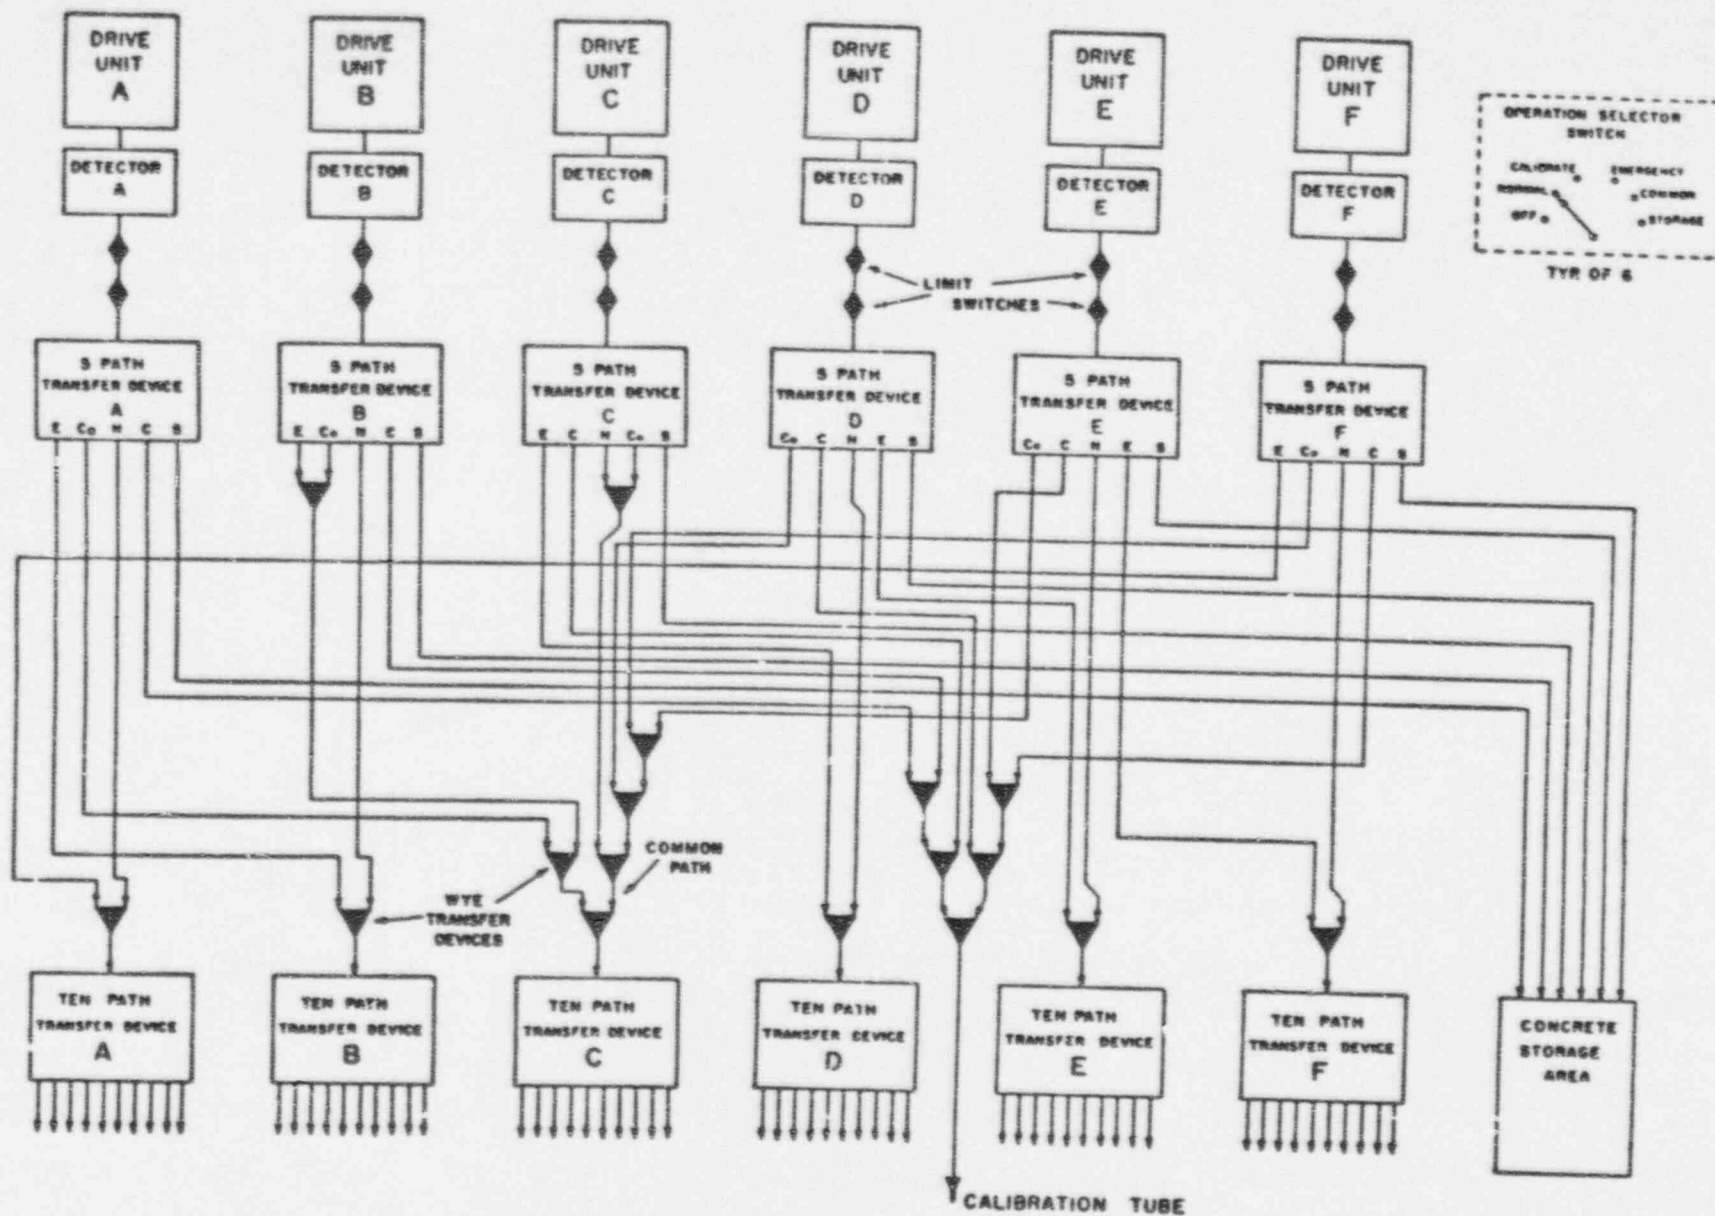 DRIVE
UNIT
A
DRIVE
UNIT
B
DRIVE
UNIT
C
DRIVE
UNIT
D
DRIVE
UNIT
E
DRIVE
UNIT
F
OPERATION SELECTOR
SWITCH
CALIBRATE
EMERGENCY
NORMAL
COMMON
OFF
STORAGE
TYP. OF 6
DETECTOR
A
DETECTOR
B
DETECTOR
C
DETECTOR
D
DETECTOR
E
DETECTOR
F
LIMIT
SWITCHES
5 PATH
TRANSFER DEVICE
A
E Co N C S
5 PATH
TRANSFER DEVICE
B
E Co N C S
5 PATH
TRANSFER DEVICE
C
E C N Co S
5 PATH
TRANSFER DEVICE
D
Co C N E S
5 PATH
TRANSFER DEVICE
E
Co C N E S
5 PATH
TRANSFER DEVICE
F
E Co N C S
COMMON
PATH
WYE
TRANSFER
DEVICES
TEN PATH
TRANSFER DEVICE
A
TEN PATH
TRANSFER DEVICE
B
TEN PATH
TRANSFER DEVICE
C
TEN PATH
TRANSFER DEVICE
D
TEN PATH
TRANSFER DEVICE
E
TEN PATH
TRANSFER DEVICE
F
CONCRETE
STORAGE
AREA
CALIBRATION TUBE